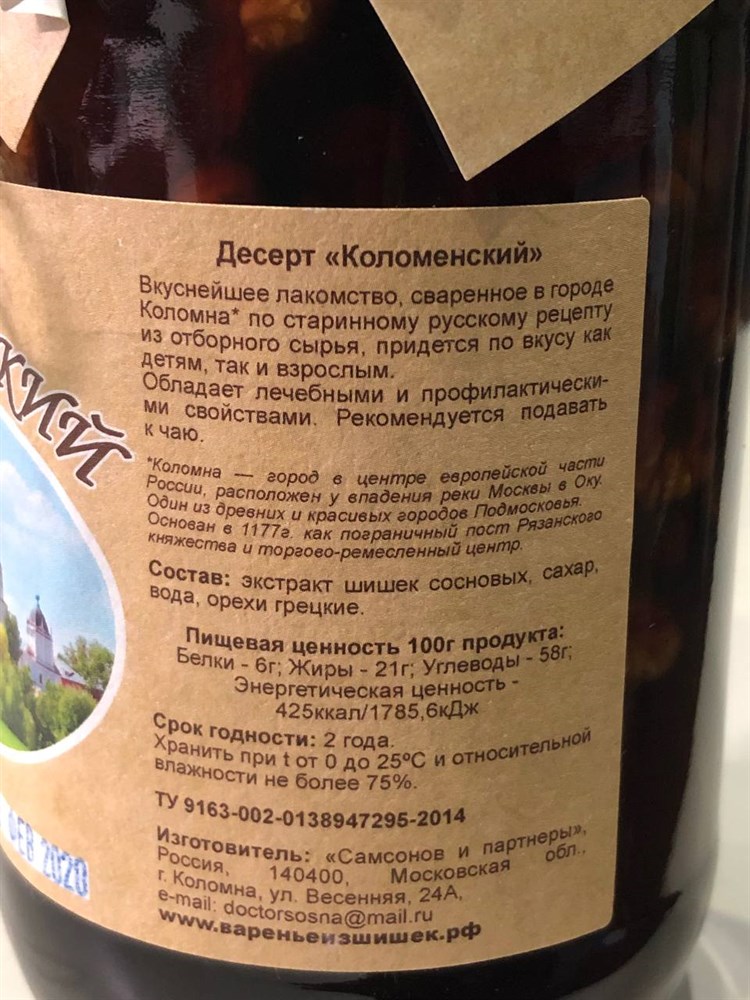 Десерт «Коломенский»
Вкуснейшее лакомство, сваренное в городе
Коломна* по старинному русскому рецепту
из отборного сырья, придется по вкусу как
детям, так и взрослым.
Обладает лечебными и профилактически-
ми свойствами. Рекомендуется подавать
к чаю.
*Коломна — город в центре европейской части
России, расположен у впадения реки Москвы в Оку.
Один из древних и красивых городов Подмосковья.
Основан в 1177г. как пограничный пост Рязанского
княжества и торгово-ремесленный центр.
Состав: экстракт шишек сосновых, сахар,
вода, орехи грецкие.
Пищевая ценность 100г продукта:
Белки - 6г; Жиры - 21г; Углеводы - 58г;
Энергетическая ценность -
425ккал/1785,6кДж
Срок годности: 2 года.
Хранить при t от 0 до 25ºС и относительной
влажности не более 75%.
ТУ 9163-002-0138947295-2014
Изготовитель: «Самсонов и партнеры»,
Россия, 140400, Московская обл.,
г. Коломна, ул. Весенняя, 24А,
e-mail: doctorsosna@mail.ru
www.вареньеизшишек.рф
КИЙ
ФЕВ 2020